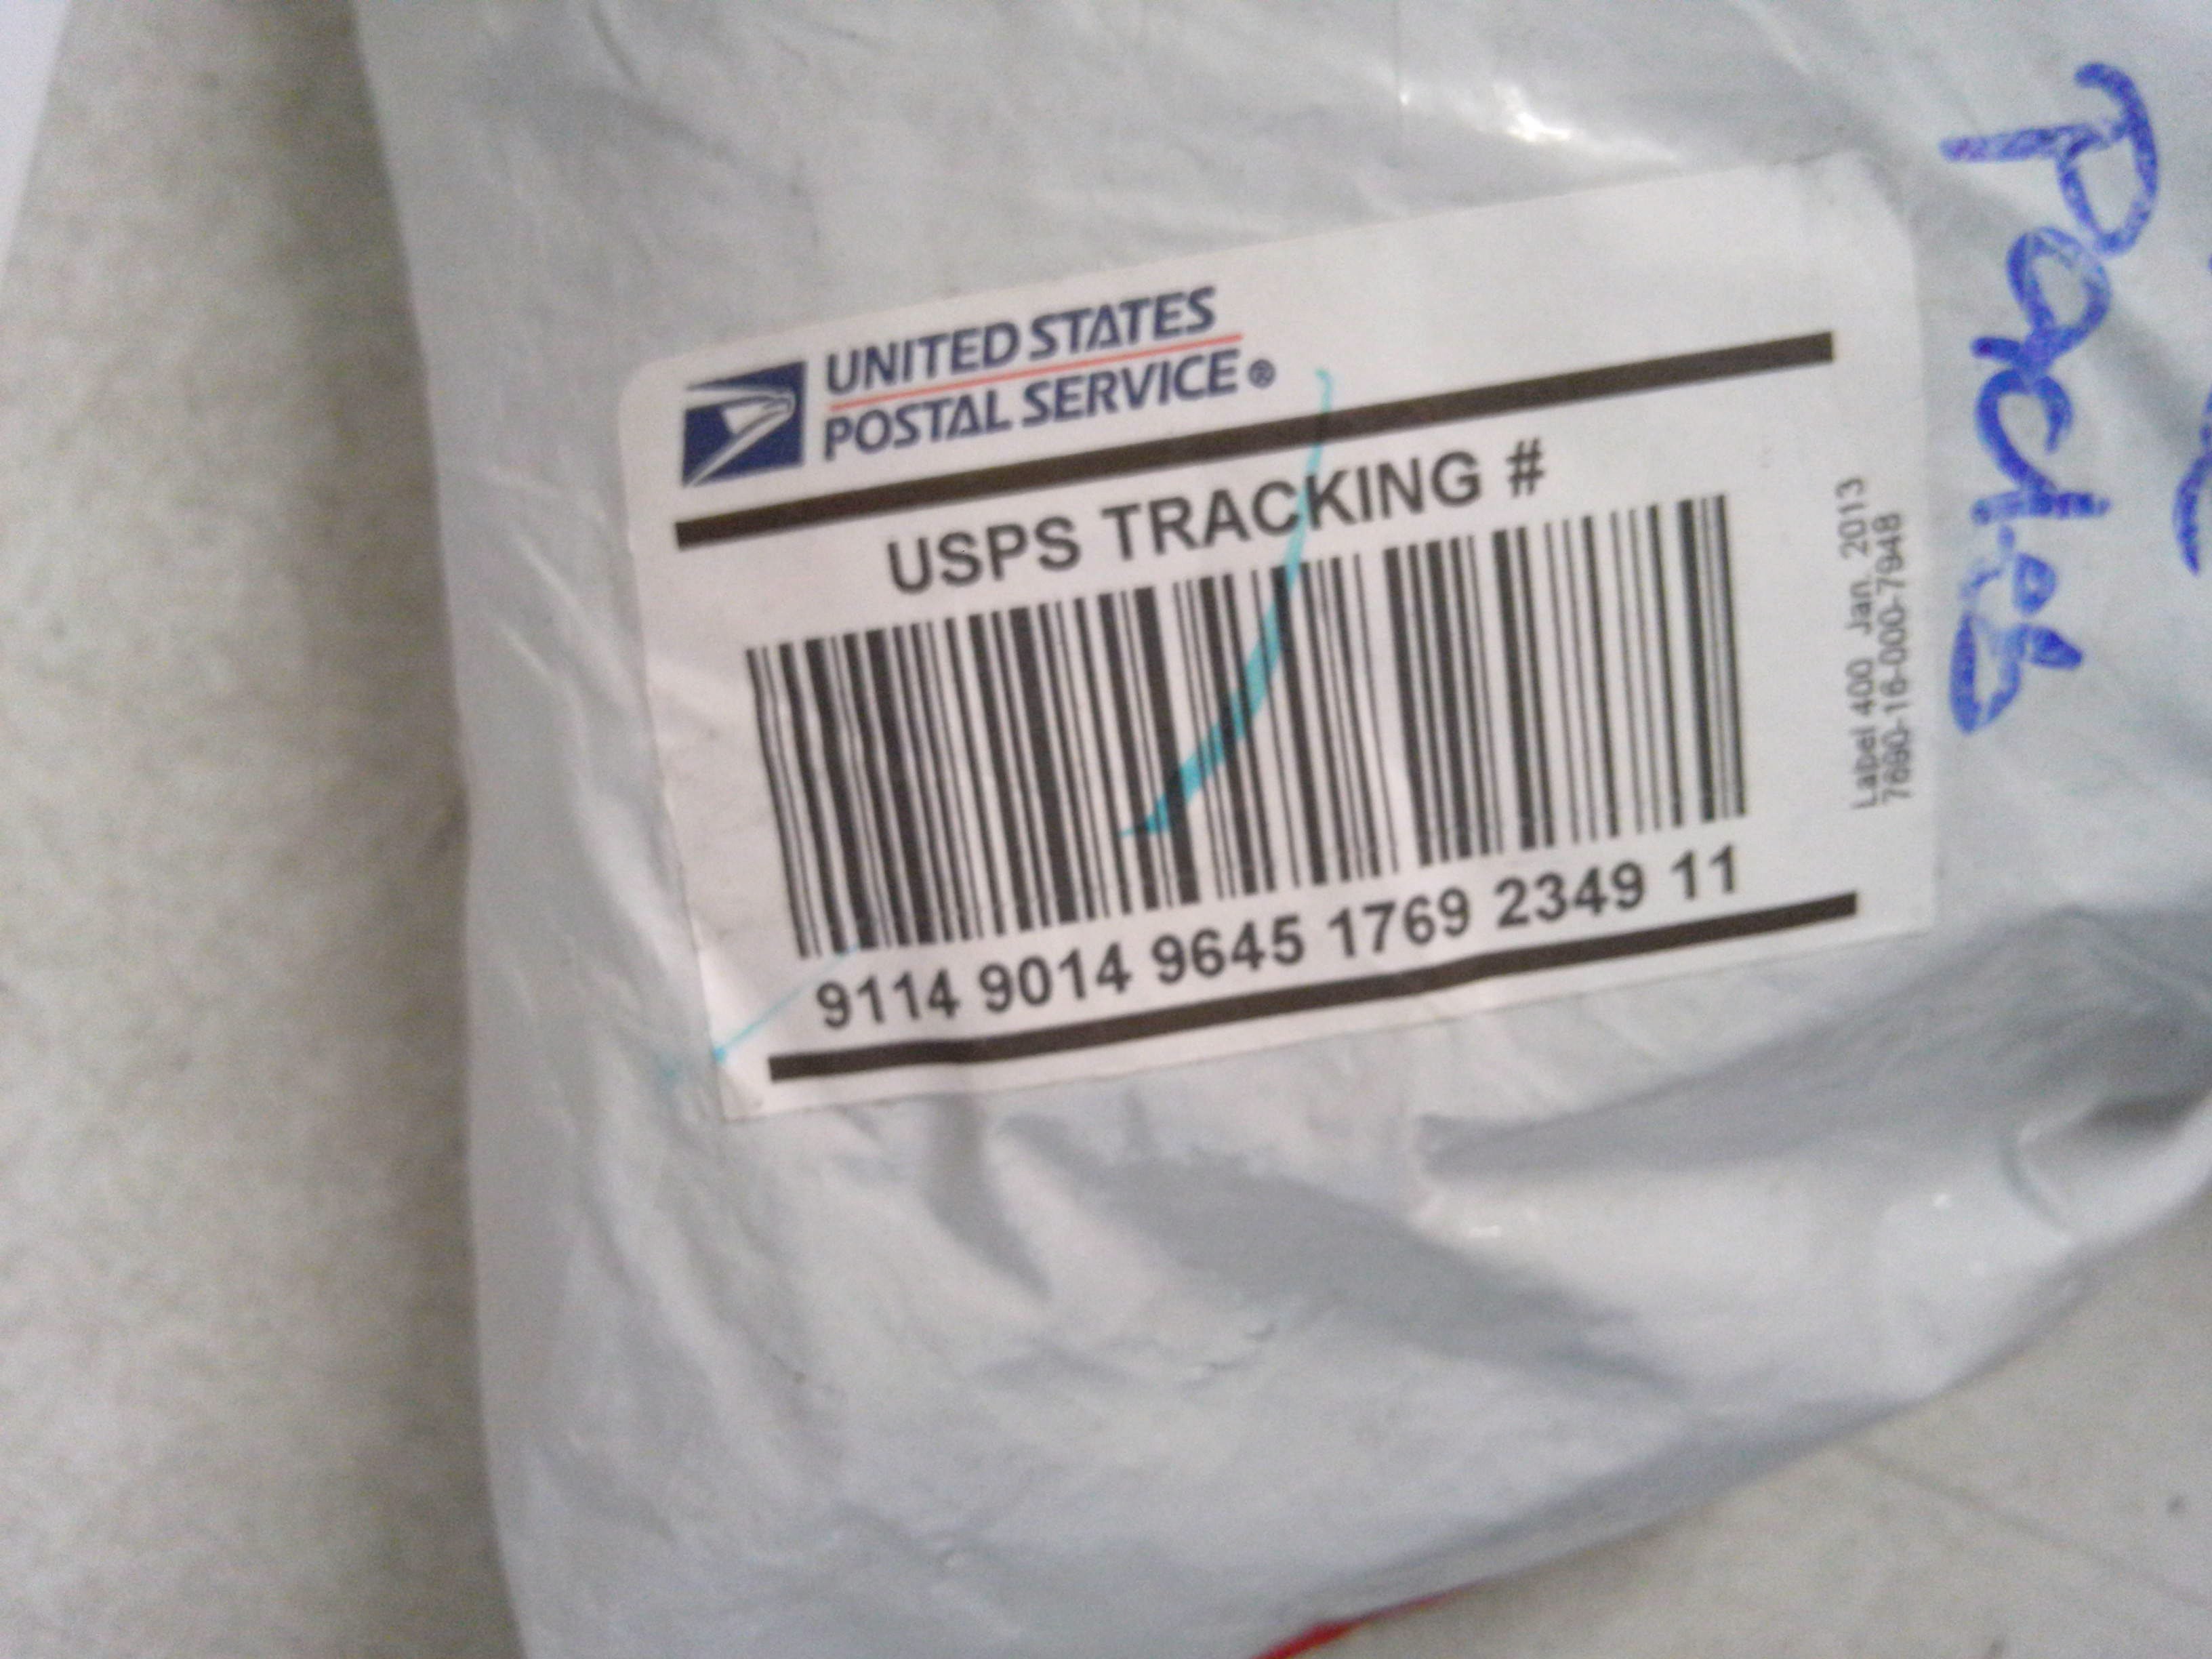 UNITED STATES
POSTAL SERVICE®
USPS TRACKING #
9114 9014 9645 1769 2349 11
Label 400 Jan. 2013
7690-16-000-7948